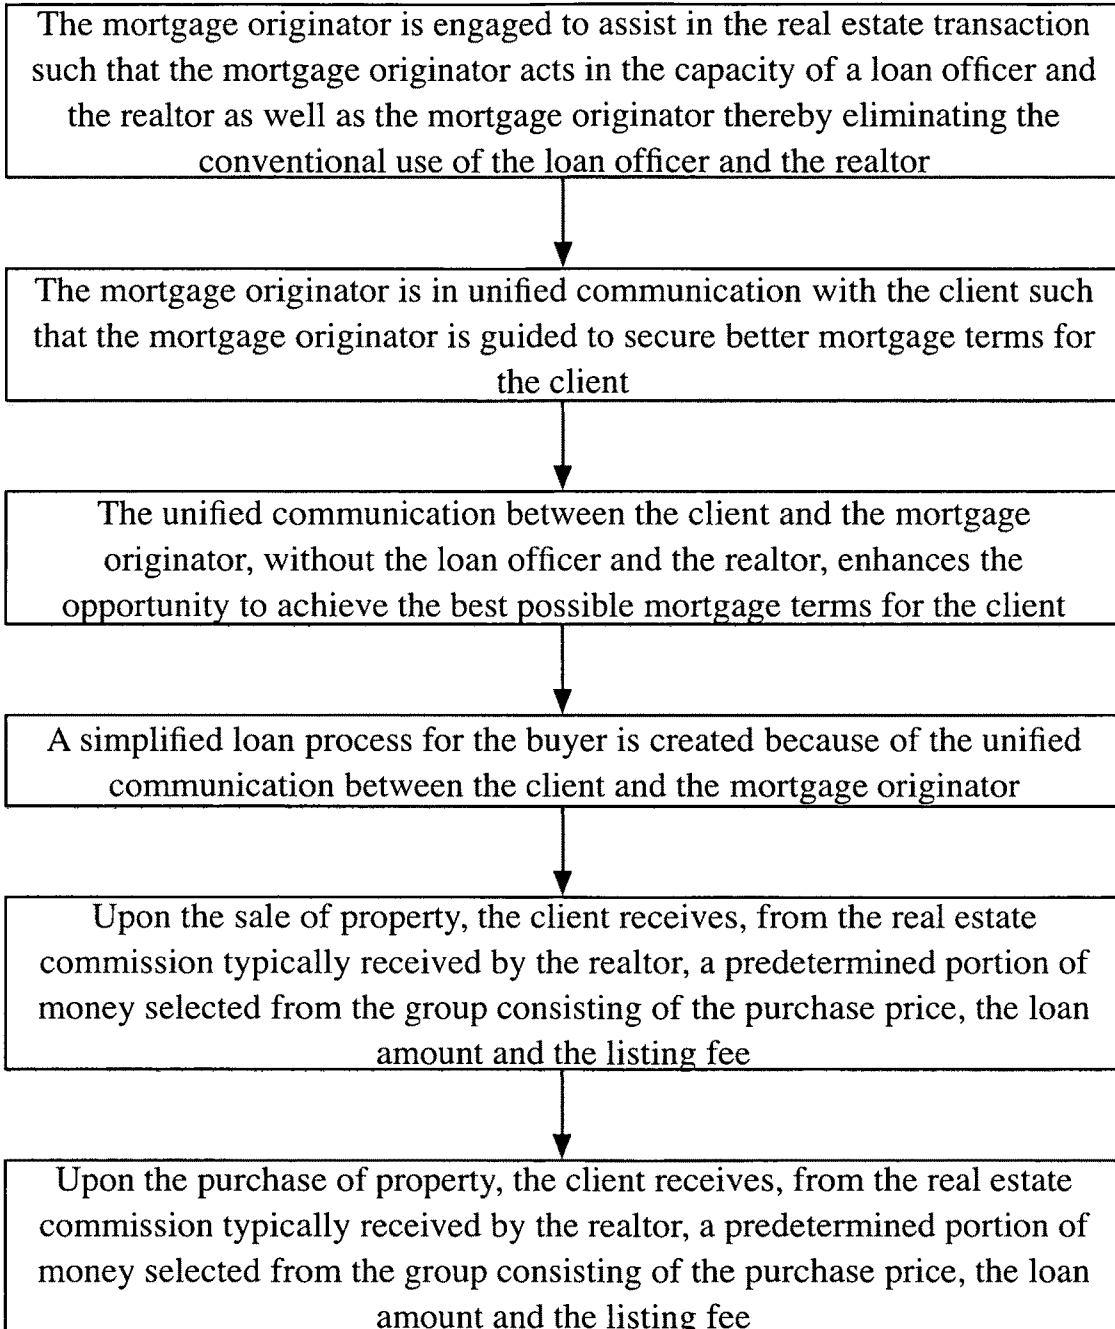 The mortgage originator is engaged to assist in the real estate transaction
such that the mortgage originator acts in the capacity of a loan officer and
the realtor as well as the mortgage originator thereby eliminating the
conventional use of the loan officer and the realtor
The mortgage originator is in unified communication with the client such
that the mortgage originator is guided to secure better mortgage terms for
the client
The unified communication between the client and the mortgage
originator, without the loan officer and the realtor, enhances the
opportunity to achieve the best possible mortgage terms for the client
A simplified loan process for the buyer is created because of the unified
communication between the client and the mortgage originator
Upon the sale of property, the client receives, from the real estate
commission typically received by the realtor, a predetermined portion of
money selected from the group consisting of the purchase price, the loan
amount and the listing fee
Upon the purchase of property, the client receives, from the real estate
commission typically received by the realtor, a predetermined portion of
money selected from the group consisting of the purchase price, the loan
amount and the listing fee